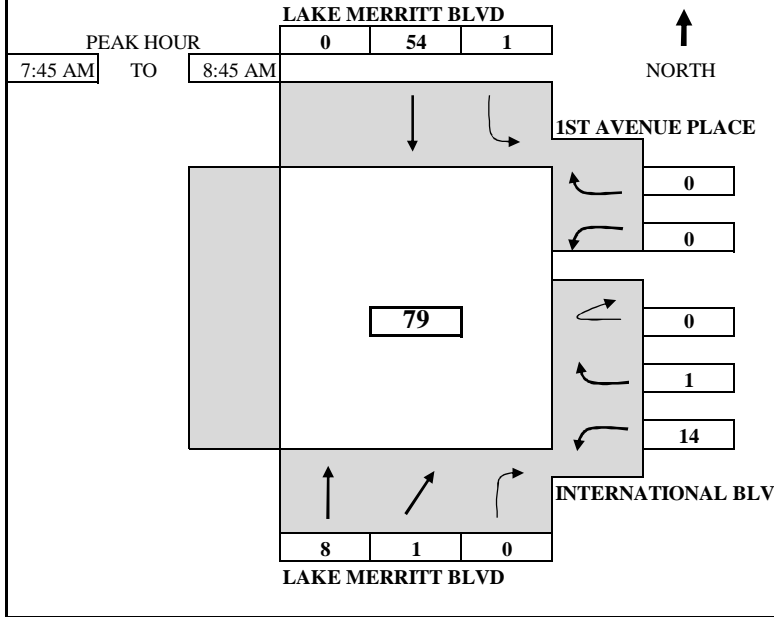 LAKE MERRITT BLVD
PEAK HOUR
0 54 1
7:45 AM TO 8:45 AM
NORTH
1ST AVENUE PLACE
0
0
79
0
1
14
INTERNATIONAL BLV
8 1 0
LAKE MERRITT BLVD